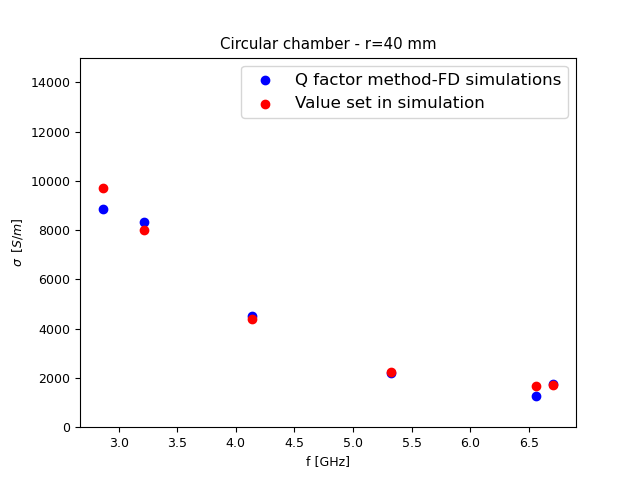 Circular chamber - r=40 mm
Q factor method-FD simulations
Value set in simulation
14000
12000
10000
8000
6000
4000
2000
0
σ [S/m]
3.0 3.5 4.0 4.5 5.0 5.5 6.0 6.5
f [GHz]